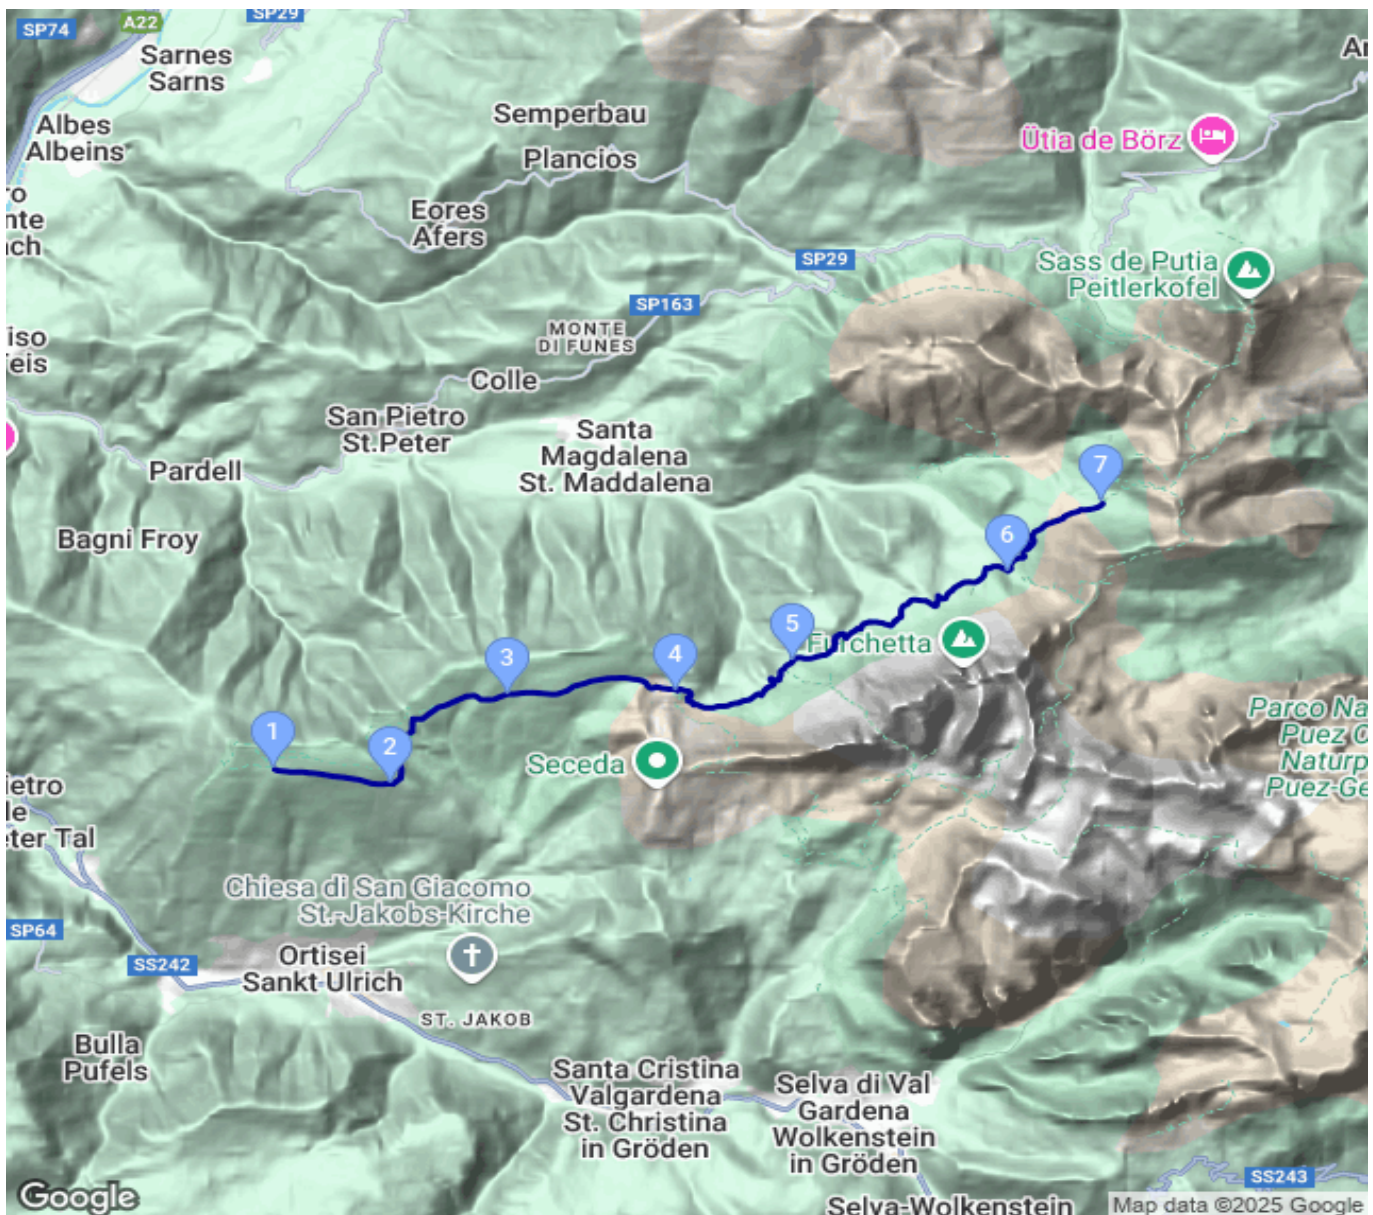 SP74
A22
SP29
Sarnes
Sarns
Albes
Albeins
Semperbau
Plancios
Ütia de Börz
Eores
Afers
SP29
Sass de Putia
Peitlerkofel
SP163
MONTE
DI FUNES
Colle
San Pietro
St.Peter
Santa
Magdalena
St. Maddalena
Pardell
Bagni Froy
7
6
5
Furchetta
4
3
2
1
Seceda
Parco Na
Puez O
Naturp
Puez-Ge
ter Tal
Chiesa di San Giacomo
St.-Jakobs-Kirche
SP64
SS242
Ortisei
Sankt Ulrich
ST. JAKOB
Bulla
Pufels
Santa Cristina
Valgardena
St. Christina
in Gröden
Selva di Val
Gardena
Wolkenstein
in Gröden
SS243
Selva-Wolkenstein
Google
Map data ©2025 Google